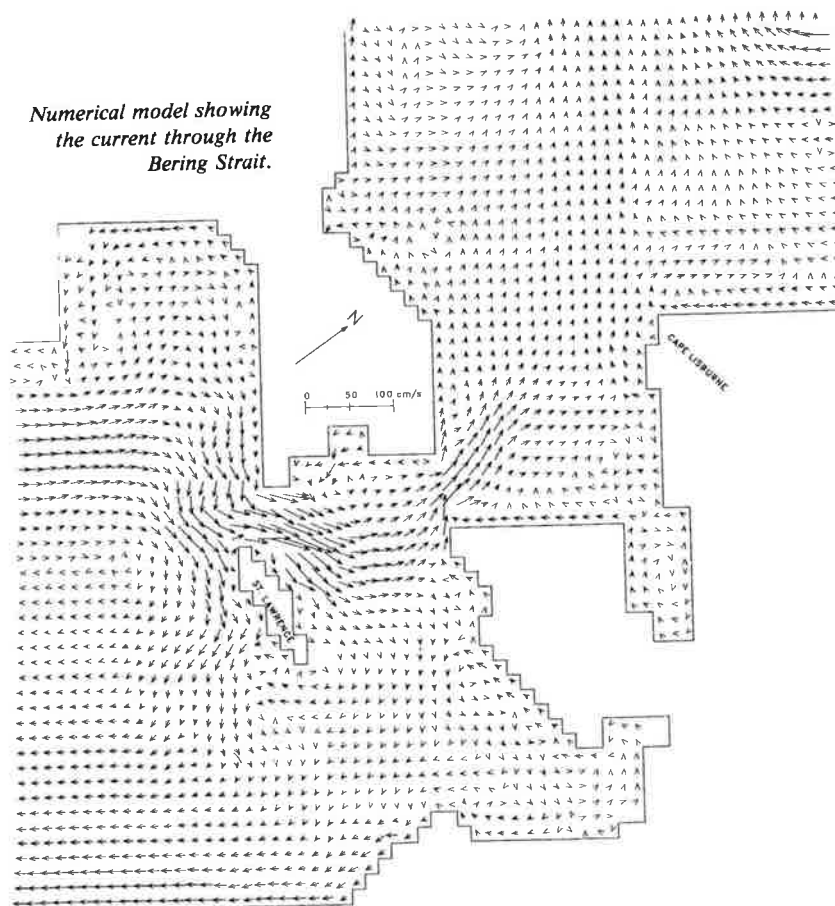 Numerical model showing
the current through the
Bering Strait.
N
0 50 100 cm/s
CAPE LISBURNE
ST. LAWRENCE